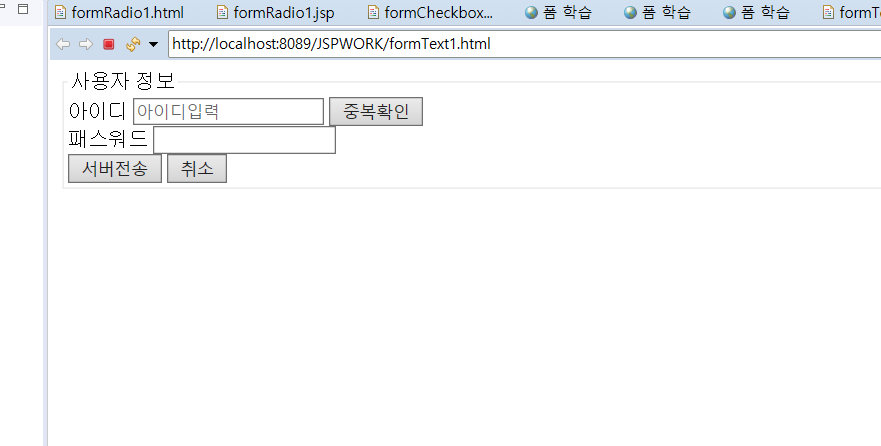 formRadio1.html formRadio1.jsp formCheckbox... 폼 학습 폼 학습 폼 학습 formT
http://localhost:8089/JSPWORK/formText1.html
사용자 정보
아이디 아이디입력 중복확인
패스워드
서버전송 취소